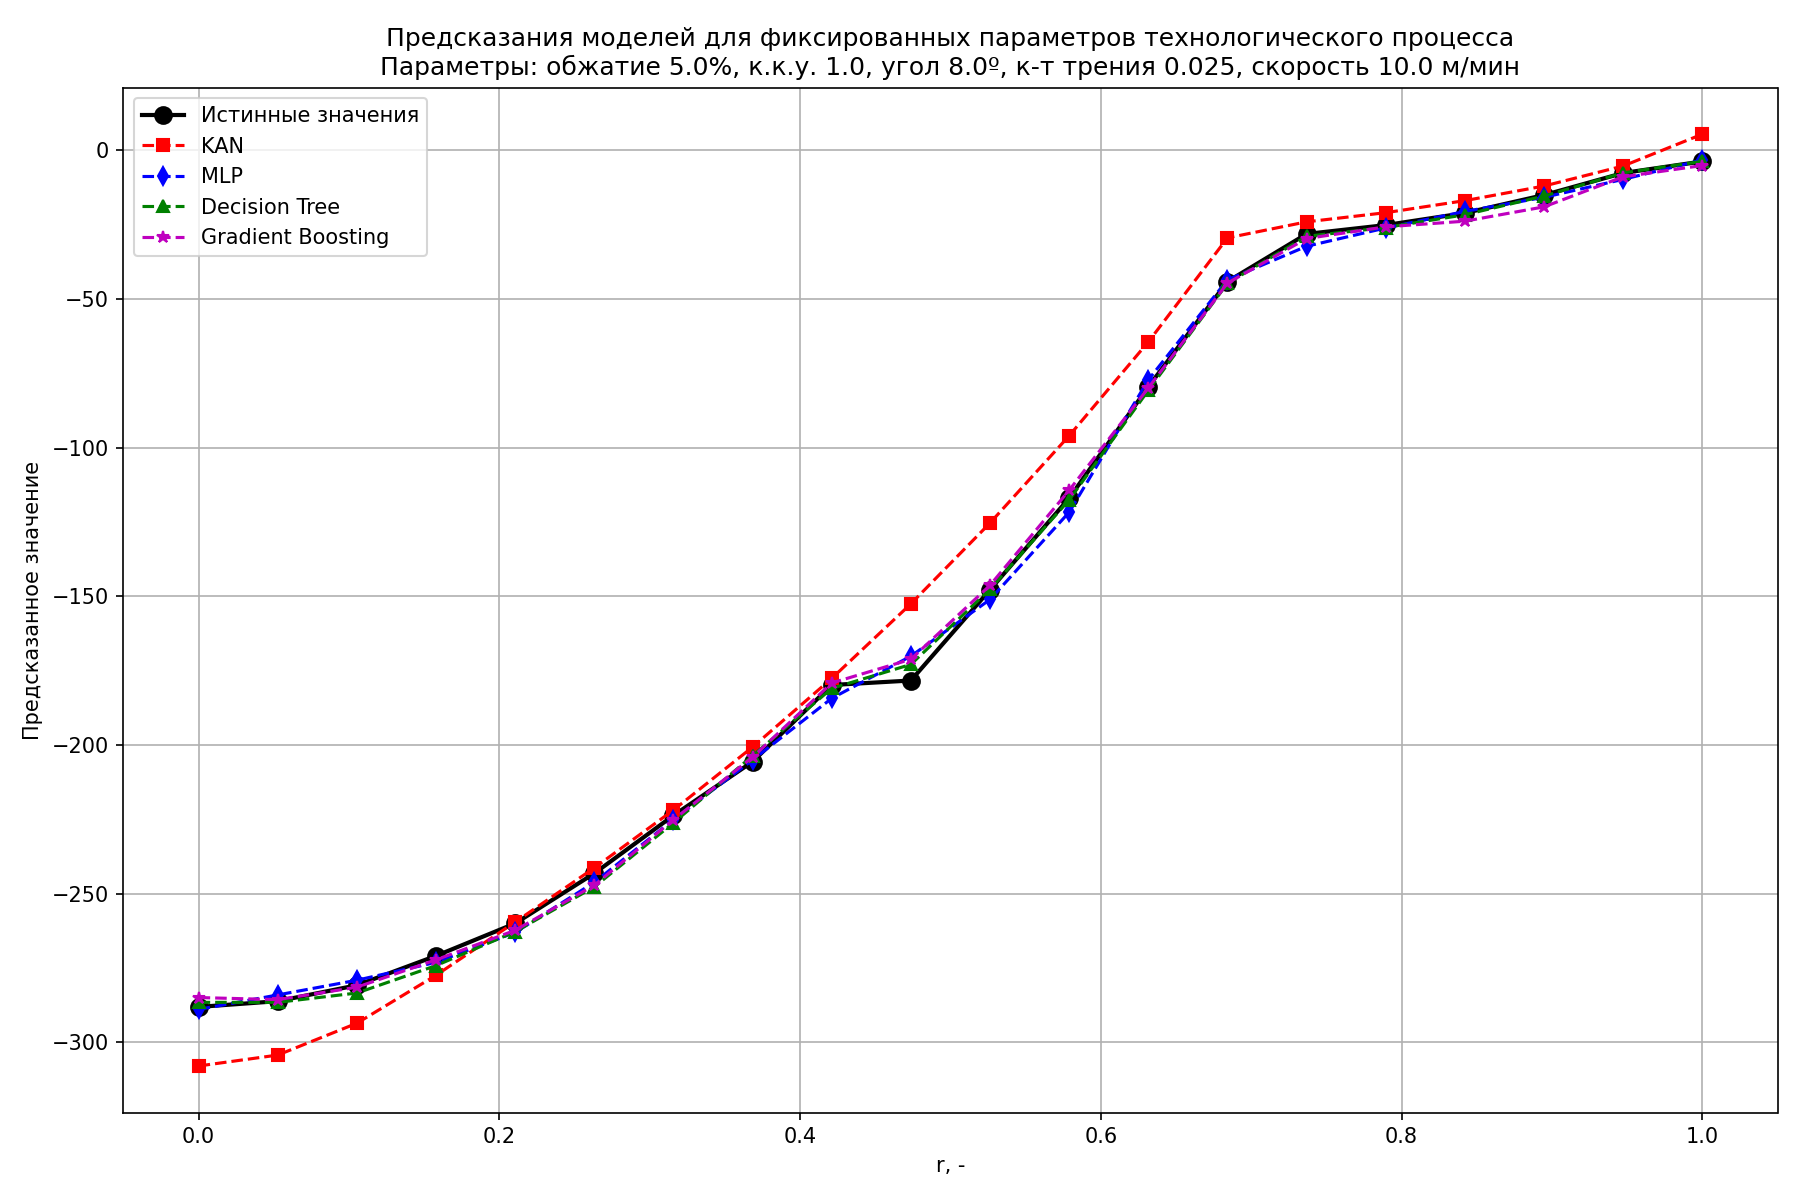 Предсказания моделей для фиксированных параметров технологического процесса
Параметры: обжатие 5.0%, к.к.у. 1.0, угол 8.0º, к-т трения 0.025, скорость 10.0 м/мин
Истинные значения
KAN
MLP
Decision Tree
Gradient Boosting
Предсказанное значение
0
−50
−100
−150
−200
−250
−300
0.0 0.2 0.4 0.6 0.8 1.0
r, -